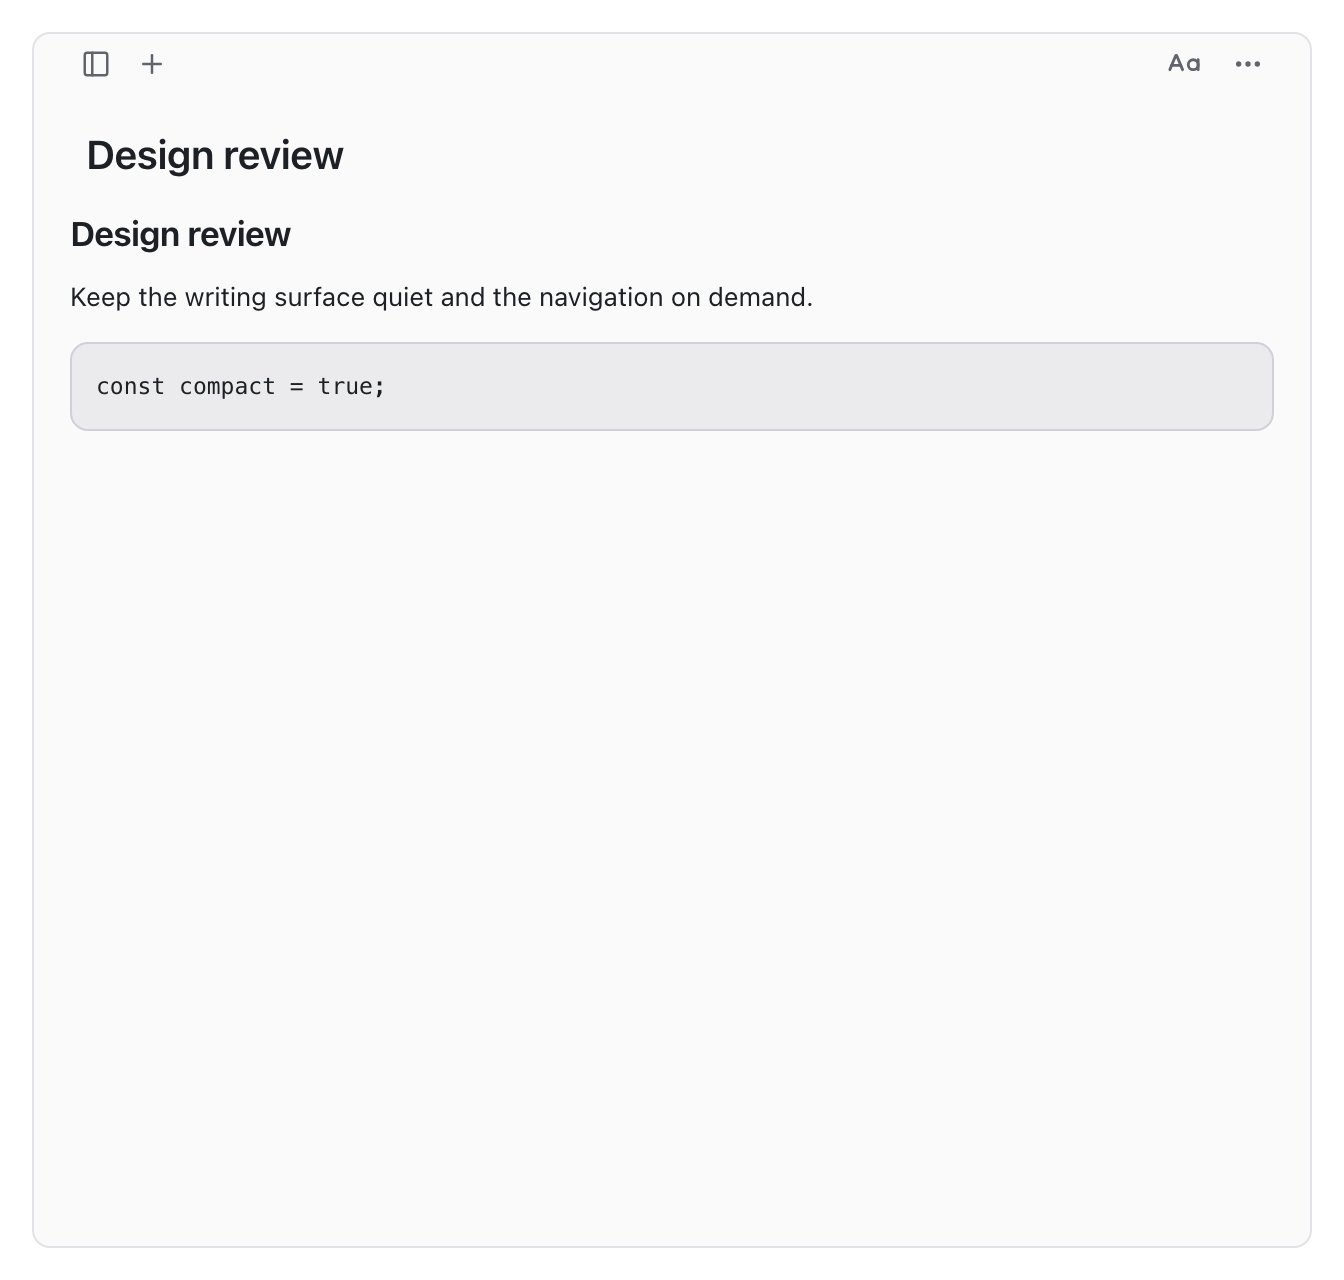 Aa
Design review
Design review
Keep the writing surface quiet and the navigation on demand.
const compact = true;